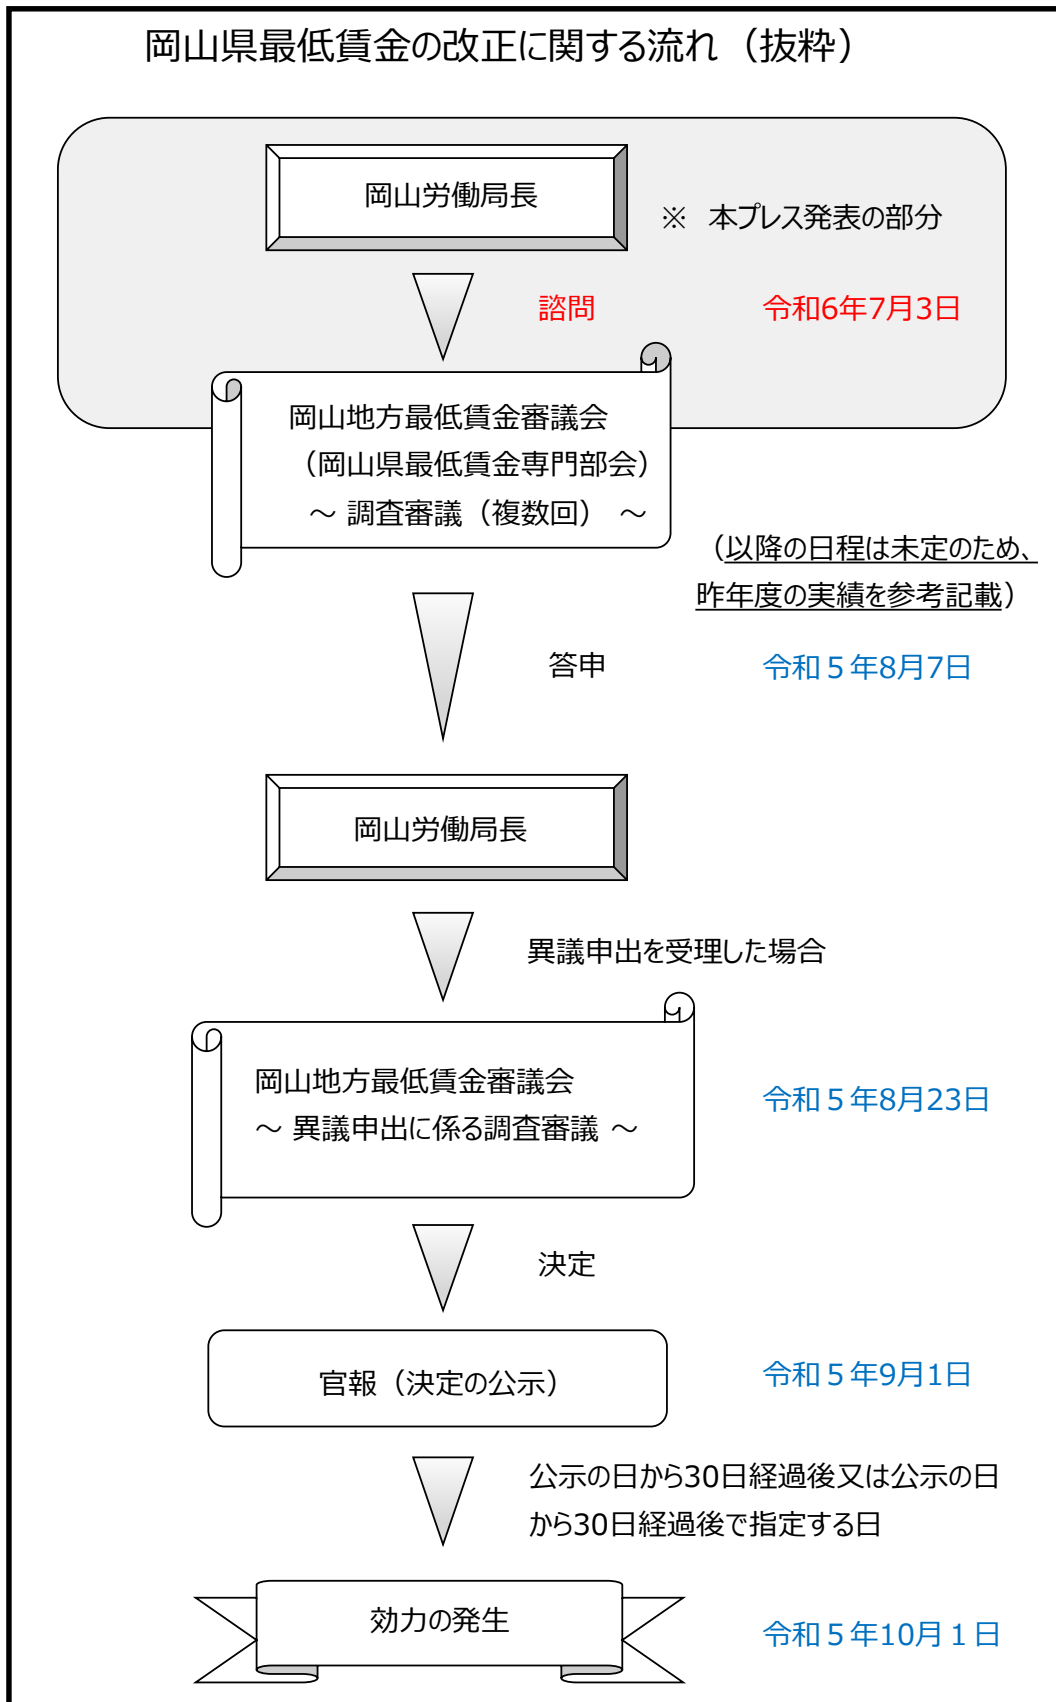 岡山県最低賃金の改正に関する流れ（抜粋）
岡山労働局長
※　本プレス発表の部分
諮問　令和6年7月3日
岡山地方最低賃金審議会
（岡山県最低賃金専門部会）
～ 調査審議（複数回） ～
（以降の日程は未定のため、
昨年度の実績を参考記載）
答申　令和５年8月7日
岡山労働局長
異議申出を受理した場合
岡山地方最低賃金審議会
～ 異議申出に係る調査審議 ～
令和５年8月23日
決定
官報（決定の公示）
令和５年9月1日
公示の日から30日経過後又は公示の日
から30日経過後で指定する日
効力の発生
令和５年10月１日